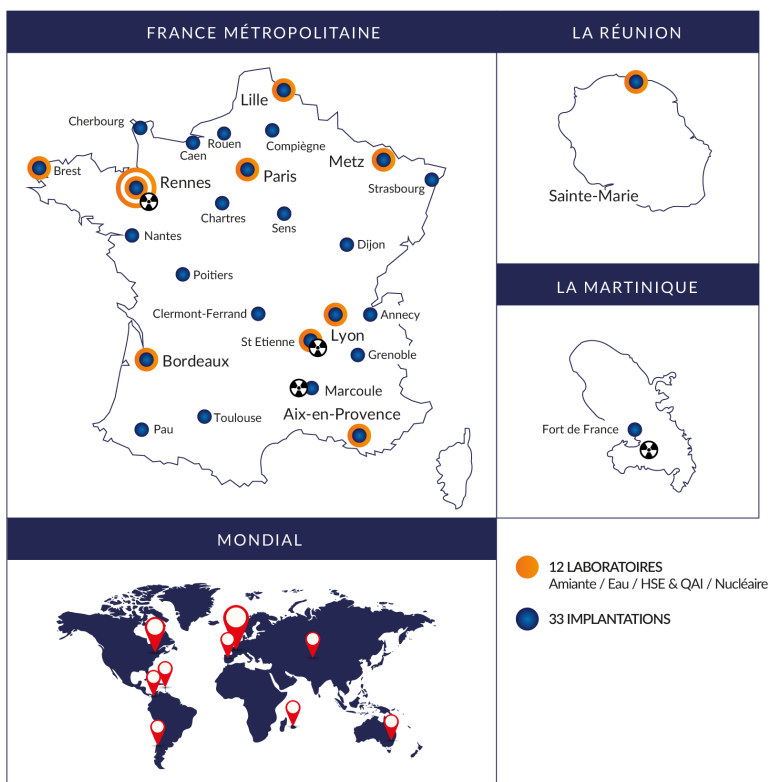 FRANCE MÉTROPOLITAINE
Lille
Cherbourg
Rouen
Caen
Compiègne
Brest
Rennes
Paris
Metz
Strasbourg
Chartres
Sens
Nantes
Dijon
Poitiers
Clermont-Ferrand
Annecy
Lyon
St Etienne
Grenoble
Bordeaux
Marcoule
Aix-en-Provence
Toulouse
Pau
LA RÉUNION
Sainte-Marie
LA MARTINIQUE
Fort de France
MONDIAL
12 LABORATOIRES
Amiante / Eau / HSE & QAI / Nucléaire
33 IMPLANTATIONS